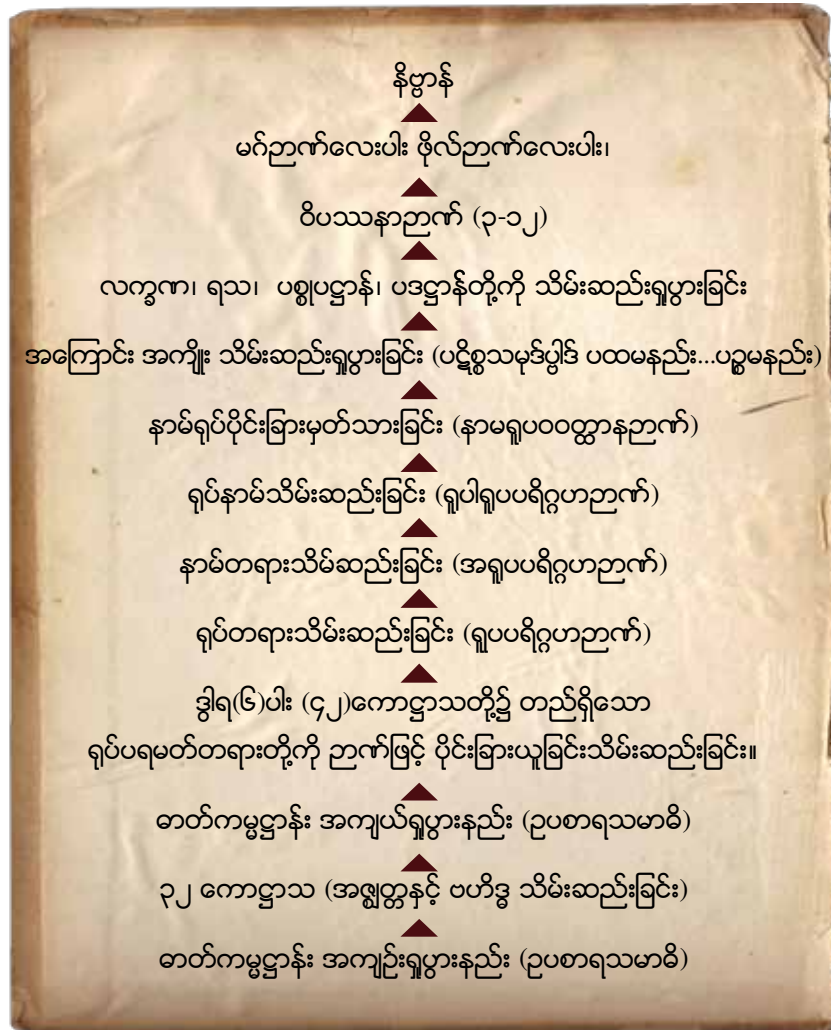 နိဗ္ဗာန်
မဂ်ဉာဏ်လေးပါး ဖိုလ်ဉာဏ်လေးပါး၊
ဝိပဿနာဉာဏ် (၃-၁၂)
လက္ခဏ၊ ရသ၊ ပစ္စုပဋ္ဌာန်၊ ပဒဋ္ဌာန်တို့ကို သိမ်းဆည်းရှုပွားခြင်း
အကြောင်း အကျိုး သိမ်းဆည်းရှုပွားခြင်း (ပဋိစ္စသမုဒ်ပ္ပါဒ် ပထမနည်း...ပဉ္စမနည်း)
နာမ်ရုပ်ပိုင်းခြားမှတ်သားခြင်း (နာမရူပဝဝတ္ထာနဉာဏ်)
ရုပ်နာမ်သိမ်းဆည်းခြင်း (ရူပါရူပပရိဂ္ဂဟဉာဏ်)
နာမ်တရားသိမ်ဆည်းခြင်း (အရူပပရိဂ္ဂဟဉာဏ်)
ရုပ်တရားသိမ်းဆည်းခြင်း (ရူပပရိဂ္ဂဟဉာဏ်)
ဒွါရ(၆)ပါး (၄၂)ကောဋ္ဌာသတို့၌ တည်ရှိသော
ရုပ်ပရမတ်တရားတို့ကို ဉာဏ်ဖြင့် ပိုင်းခြားယူခြင်းသိမ်းဆည်းခြင်း။
ဓာတ်ကမ္မဋ္ဌာန်း အကျယ်ရှုပွားနည်း (ဥပစာရသမာဓိ)
၃၂ ကောဋ္ဌာသ (အဇ္ဈတ္တနှင့် ဗဟိဒ္ဓ သိမ်းဆည်းခြင်း)
ဓာတ်ကမ္မဋ္ဌာန်း အကျဉ်းရှုပွားနည်း (ဥပစာရသမာဓိ)